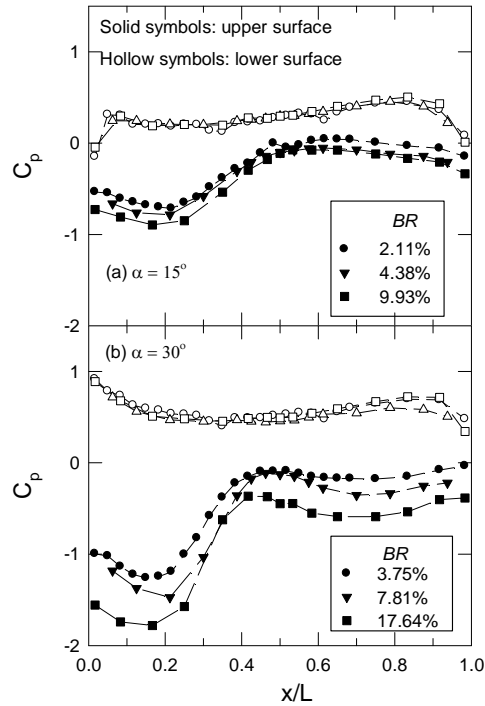 Solid symbols: upper surface
Hollow symbols: lower surface
1
0
-1
-2
Cp
BR
2.11%
4.38%
9.93%
(a) α = 15°
(b) α = 30°
1
0
-1
-2
Cp
BR
3.75%
7.81%
17.64%
0.0 0.2 0.4 0.6 0.8 1.0
x/L